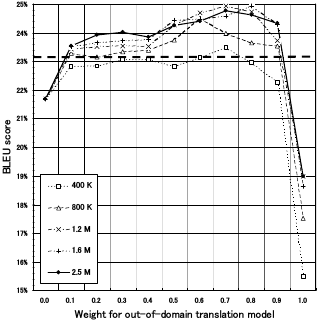 25%
24%
23%
22%
21%
20%
19%
18%
17%
16%
15%
BLEU score
400 K
800 K
1.2 M
1.6 M
2.5 M
0.0 0.1 0.2 0.3 0.4 0.5 0.6 0.7 0.8 0.9 1.0
Weight for out-of-domain translation model